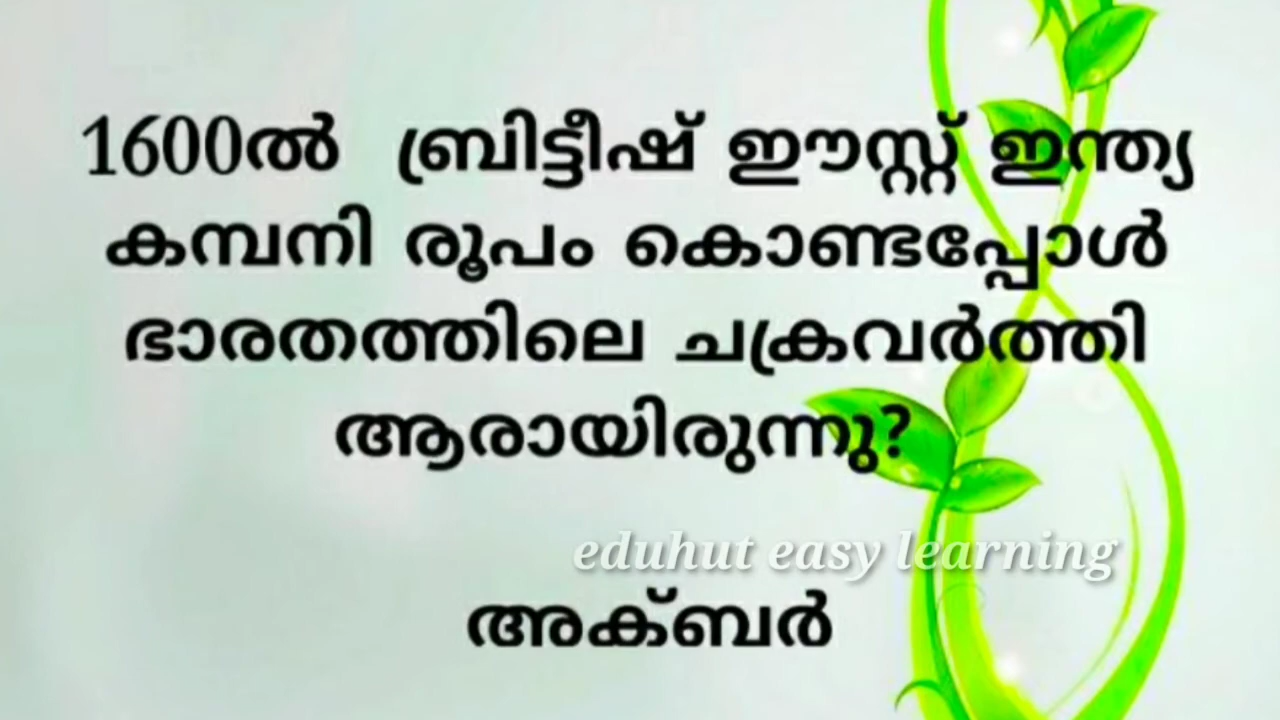 1600ൽ ബ്രിട്ടീഷ് ഈസ്റ്റ് ഇന്ത്യ
കമ്പനി രൂപം കൊണ്ടപ്പോൾ
ഭാരതത്തിലെ ചക്രവർത്തി
ആരായിരുന്നു?
eduhut easy learning
അക്ബർ